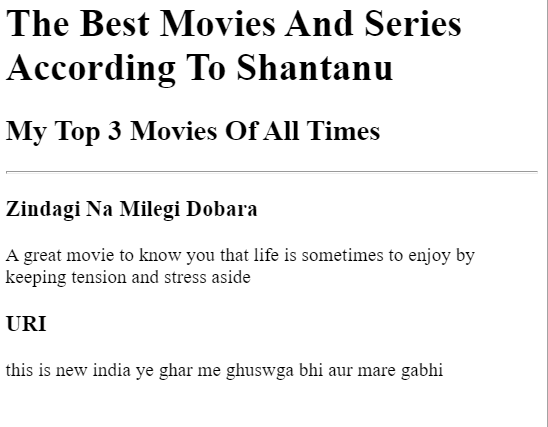 The Best Movies And Series
According To Shantanu
My Top 3 Movies Of All Times
Zindagi Na Milegi Dobara
A great movie to know you that life is sometimes to enjoy by
keeping tension and stress aside
URI
this is new india ye ghar me ghuswga bhi aur mare gabhi